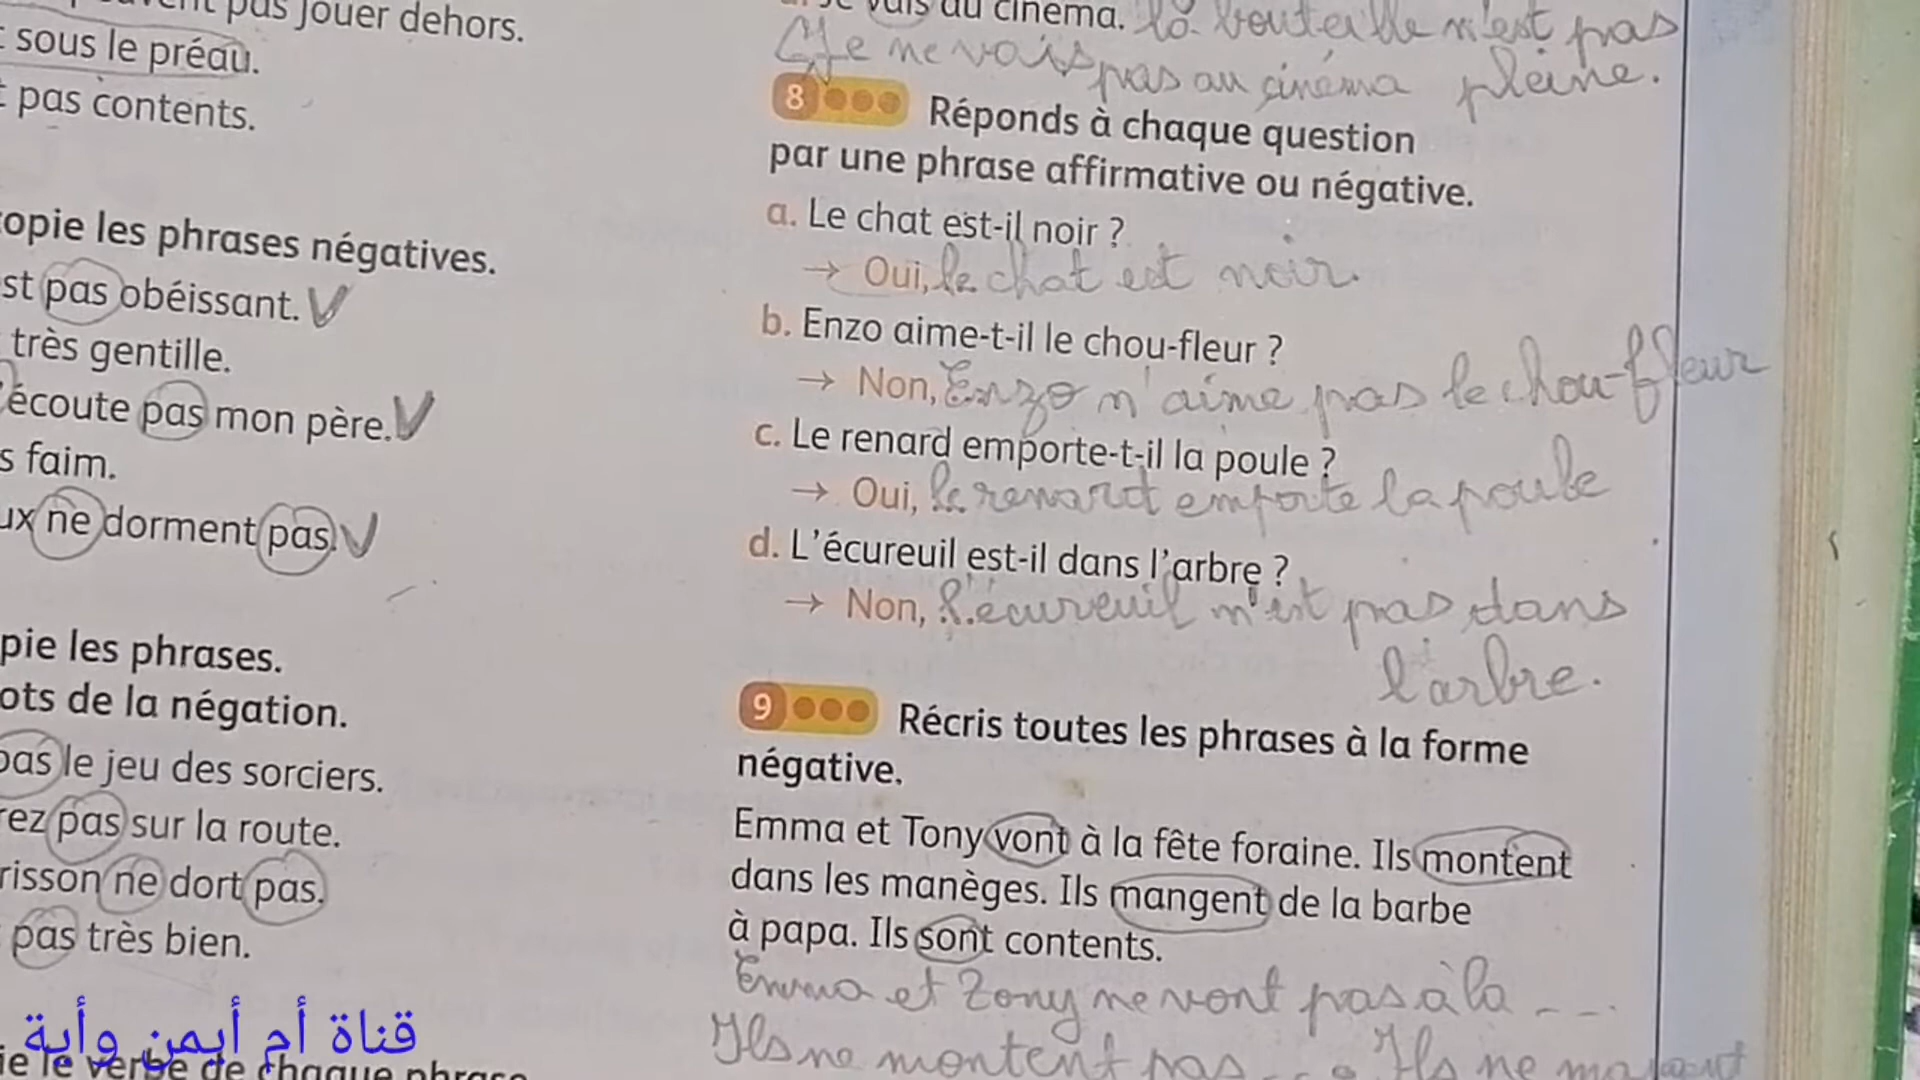 pas jouer dehors.
sous le préau.
pas contents.
opie les phrases négatives.
st pas obéissant.
très gentille.
écoute pas mon père.
s faim.
ux ne dorment pas.
pie les phrases.
ots de la négation.
pas le jeu des sorciers.
rez pas sur la route.
risson ne dort pas.
pas très bien.
قناة أم أيمن وأية
ie le verbe de chaque phrase
vais au cinéma. la bouteille n'est pas
Je ne vais pas au cinéma pleine.
8 Réponds à chaque question
par une phrase affirmative ou négative.
a. Le chat est-il noir ?
→ Oui, le chat est noir.
b. Enzo aime-t-il le chou-fleur ?
→ Non, Enzo n'aime pas le chou-fleur
c. Le renard emporte-t-il la poule ?
→ Oui, le renard emporte la poule
d. L'écureuil est-il dans l'arbre ?
→ Non, l'écureuil n'est pas dans
l'arbre.
9 Récris toutes les phrases à la forme
négative.
Emma et Tony vont à la fête foraine. Ils montent
dans les manèges. Ils mangent de la barbe
à papa. Ils sont contents.
Emma et Tony ne vont pas à la ....
Ils ne montent pas .... Ils ne